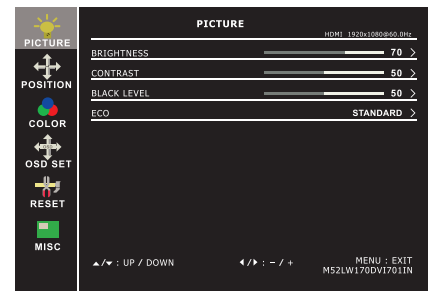 PICTURE
POSITION
COLOR
OSD SET
RESET
MISC
PICTURE
HDMI 1920x1080@60.0Hz
BRIGHTNESS 70 >
CONTRAST 50 >
BLACK LEVEL 50 >
ECO STANDARD >
▲/▼ : UP / DOWN ◀/▶ : – / + MENU : EXIT
M52LW170DVI701IN